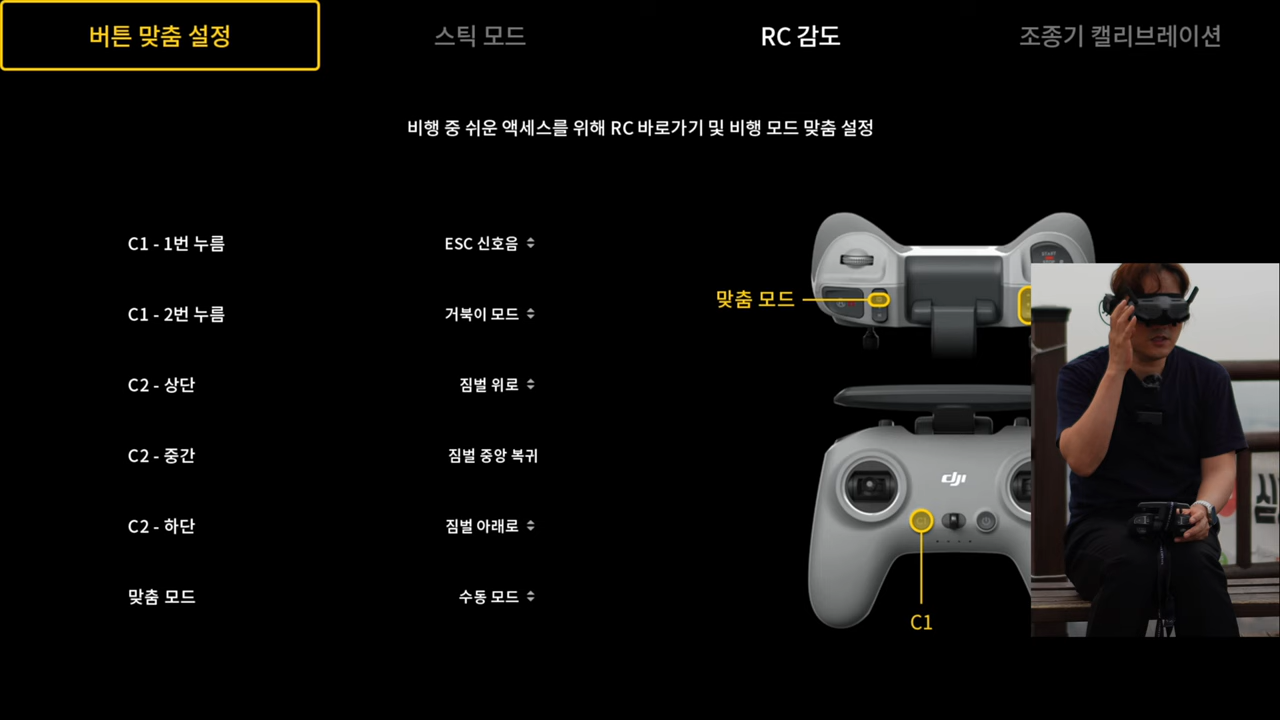 버튼 맞춤 설정
스틱 모드
RC 감도
조종기 캘리브레이션
비행 중 쉬운 액세스를 위해 RC 바로가기 및 비행 모드 맞춤 설정
C1 - 1번 누름 ESC 신호음
C1 - 2번 누름 거북이 모드
C2 - 상단 짐벌 위로
C2 - 중간 짐벌 중앙 복귀
C2 - 하단 짐벌 아래로
맞춤 모드 수동 모드
맞춤 모드
dji
C1